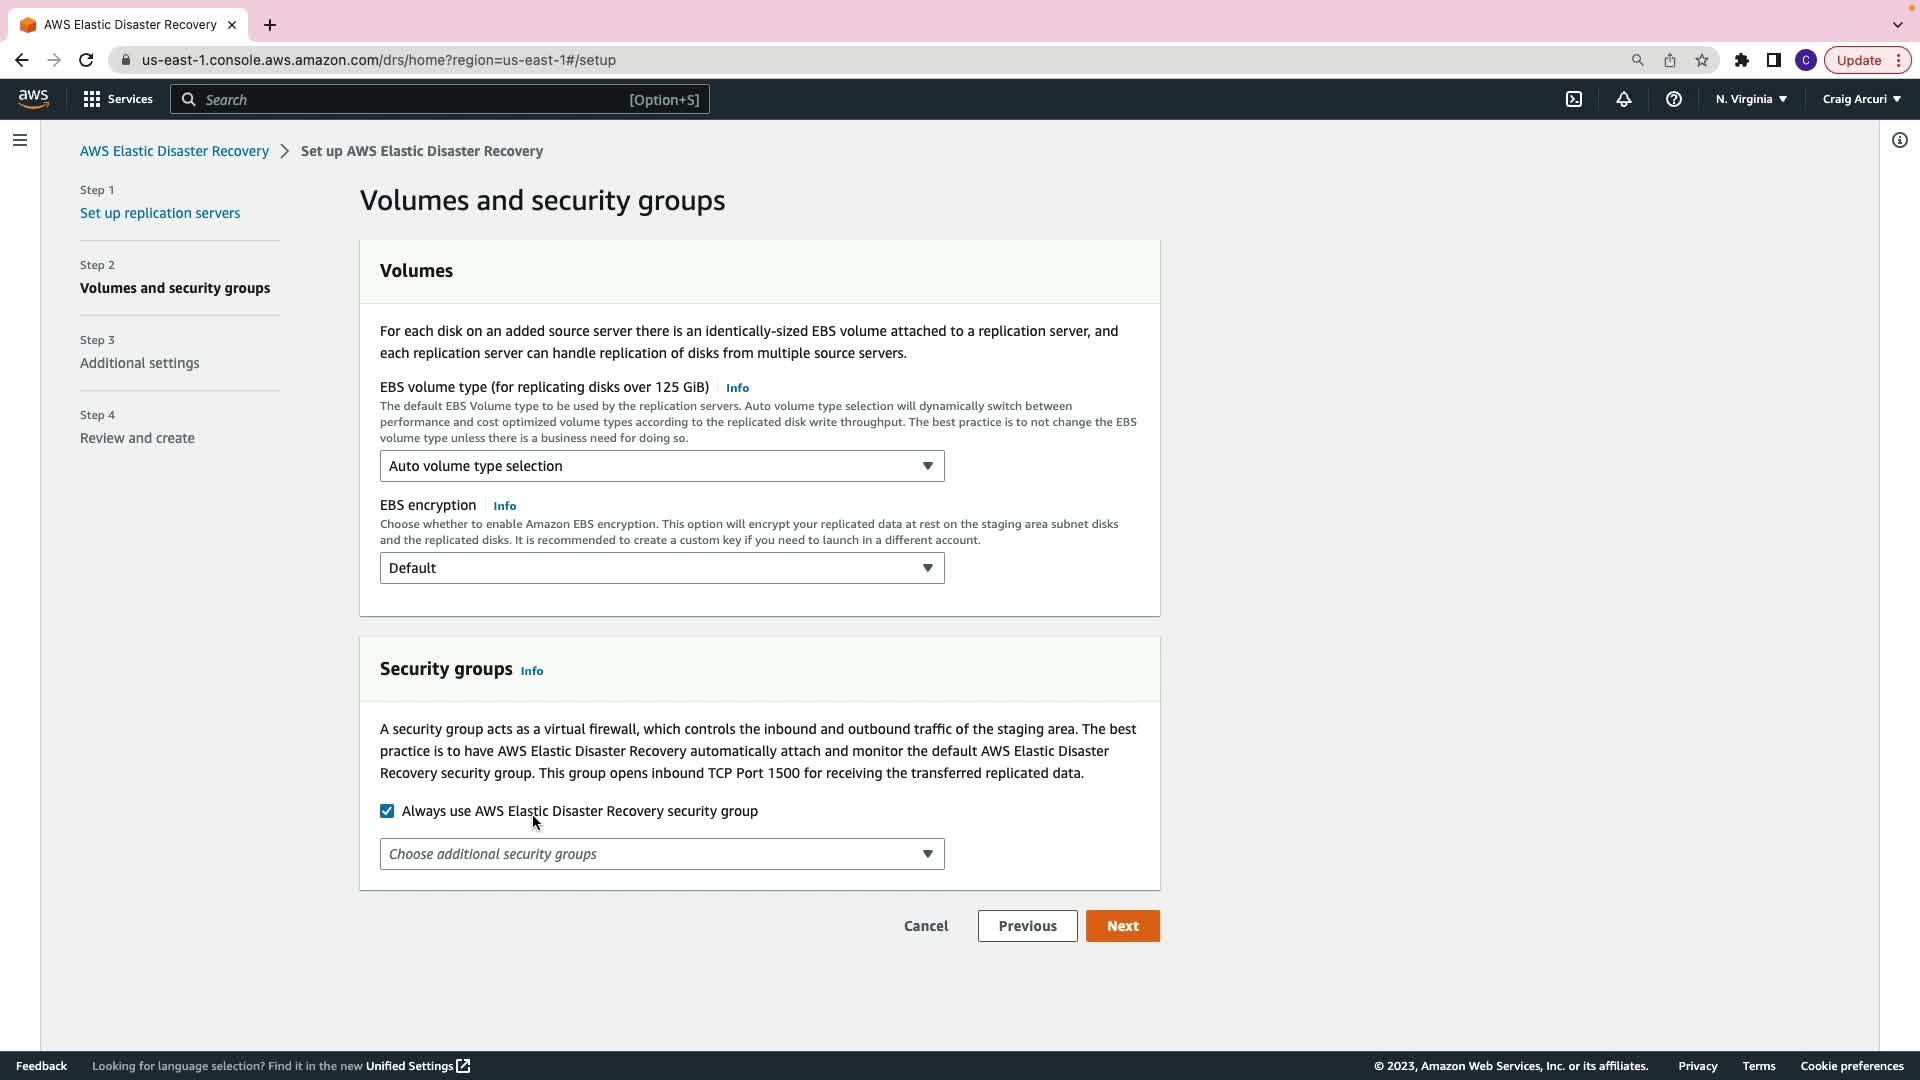 AWS Elastic Disaster Recovery
us-east-1.console.aws.amazon.com/drs/home?region=us-east-1#/setup
C
Update
aws
Services
Search
[Option+S]
N. Virginia
Craig Arcuri
AWS Elastic Disaster Recovery
Set up AWS Elastic Disaster Recovery
Step 1
Set up replication servers
Step 2
Volumes and security groups
Step 3
Additional settings
Step 4
Review and create
Volumes and security groups
Volumes
For each disk on an added source server there is an identically-sized EBS volume attached to a replication server, and
each replication server can handle replication of disks from multiple source servers.
EBS volume type (for replicating disks over 125 GiB) Info
The default EBS Volume type to be used by the replication servers. Auto volume type selection will dynamically switch between
performance and cost optimized volume types according to the replicated disk write throughput. The best practice is to not change the EBS
volume type unless there is a business need for doing so.
Auto volume type selection
EBS encryption Info
Choose whether to enable Amazon EBS encryption. This option will encrypt your replicated data at rest on the staging area subnet disks
and the replicated disks. It is recommended to create a custom key if you need to launch in a different account.
Default
Security groups Info
A security group acts as a virtual firewall, which controls the inbound and outbound traffic of the staging area. The best
practice is to have AWS Elastic Disaster Recovery automatically attach and monitor the default AWS Elastic Disaster
Recovery security group. This group opens inbound TCP Port 1500 for receiving the transferred replicated data.
Always use AWS Elastic Disaster Recovery security group
Choose additional security groups
Cancel
Previous
Next
Feedback
Looking for language selection? Find it in the new Unified Settings
© 2023, Amazon Web Services, Inc. or its affiliates.
Privacy
Terms
Cookie preferences